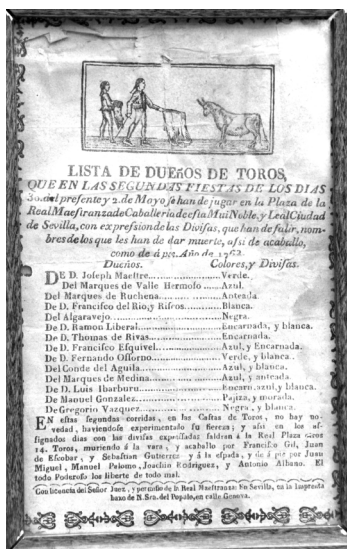 LISTA DE DUEños DE TOROS,
QUE EN LAS SEGUNDAS FIESTAS DE LOS DIAS
30. del presente y 2. de Mayo se han de jugar en la Plaza de la
Real Maestranza de Caballeria de esta Mui Noble, y Leal Ciudad
de Sevilla, con expresion de las Divisas, que han de salir, nom-
bres de los que les han de dar muerte, asi de acaballo,
como de á pie. Año de
Dueños. Colores, y Divisas.
DE D. Joseph Maestre........ Verde.
Del Marques de Valle Hermoso .... Azul.
Del Marques de Ruchena........ Anteada.
De D. Francisco del Rio, y Rifros........ Blanca.
Del Algaravejo........ Negra.
De D. Ramon Liberal........ Encarnada, y blanca.
De D. Thomas de Rivas........ Encarnada.
De D. Francisco Esquivel........ Azul, y Encarnada.
De D. Fernando Offorno........ Verde, y blanca.
Del Conde del Aguila........ Azul, y blanca.
Del Marques de Medina........ Azul, y anteada
De D. Luis Ibarburu........ Encarn. azul, y blanca
De Manuel Gonzalez........ Pajiza, y morada.
De Gregorio Vazquez........ Negra, y blanca.
EN estas segundas corridas, en las Castas de Toros, no hay no-
vedad, haviendose experimentado su fiereza; y asi en los as-
signados dias con las divisas expressadas saldran á la Real Plaza
14. Toros, muriendo á la vara, y acaballo por Francisco Gil, Juan
de Escobar, y Sebastian Gutierrez y á la espada, y de á pie por Juan
Miguel, Manuel Palomo, Joachin Rodriguez, y Antonio Albano. El
todo Poderoso los liberte de todo mal.
Con licencia del Señor Juez, y permisso de la Real Maestranza: En Sevilla, en la Imprenta
baxo de N. Sra. del Populo, en calle Genova.